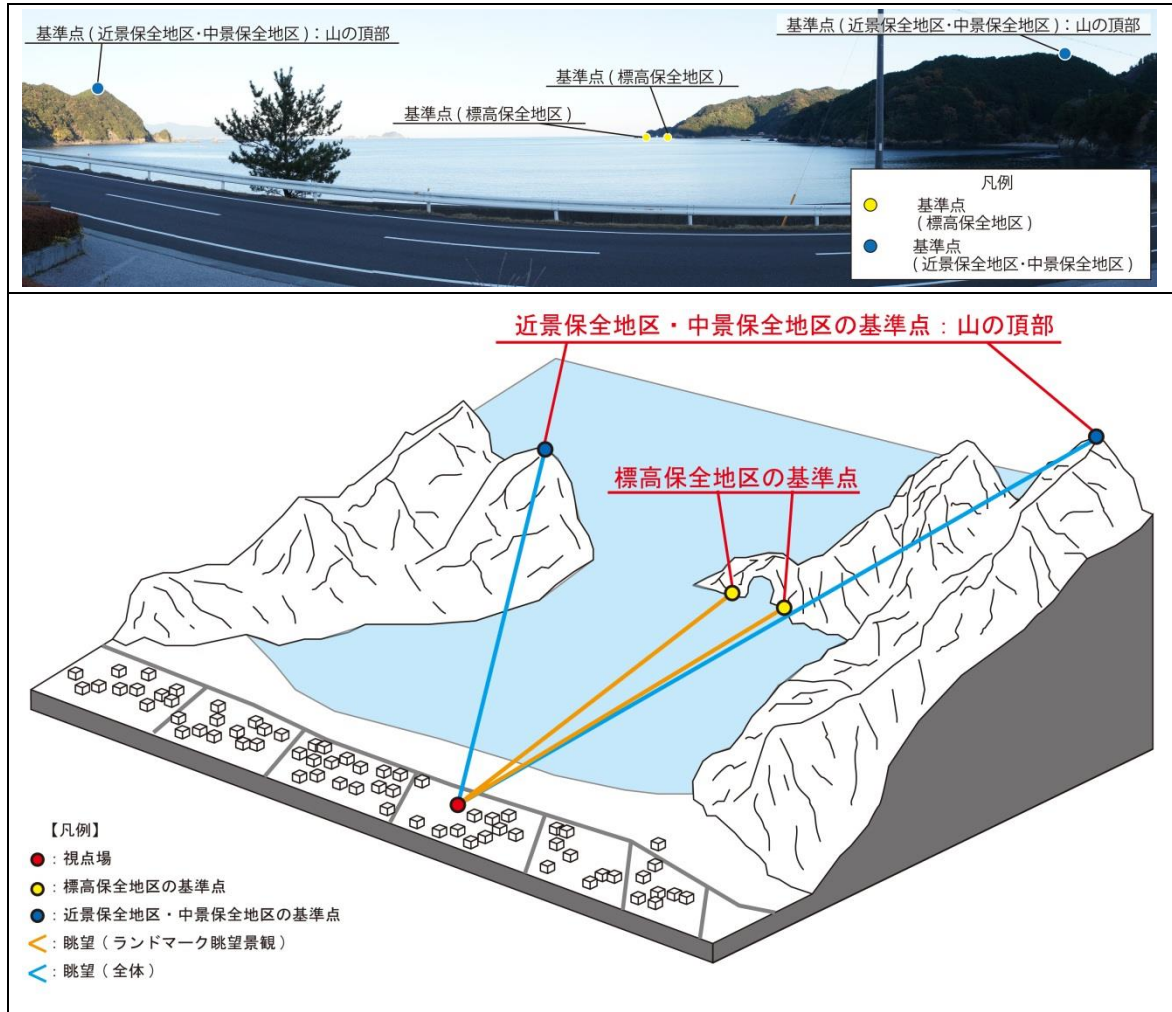 基準点(近景保全地区・中景保全地区):山の頂部
基準点(近景保全地区・中景保全地区):山の頂部
基準点(標高保全地区)
基準点(標高保全地区)
凡例
基準点
(標高保全地区)
基準点
(近景保全地区・中景保全地区)
近景保全地区・中景保全地区の基準点:山の頂部
標高保全地区の基準点
【凡例】
:視点場
:標高保全地区の基準点
:近景保全地区・中景保全地区の基準点
:眺望(ランドマーク眺望景観)
:眺望(全体)